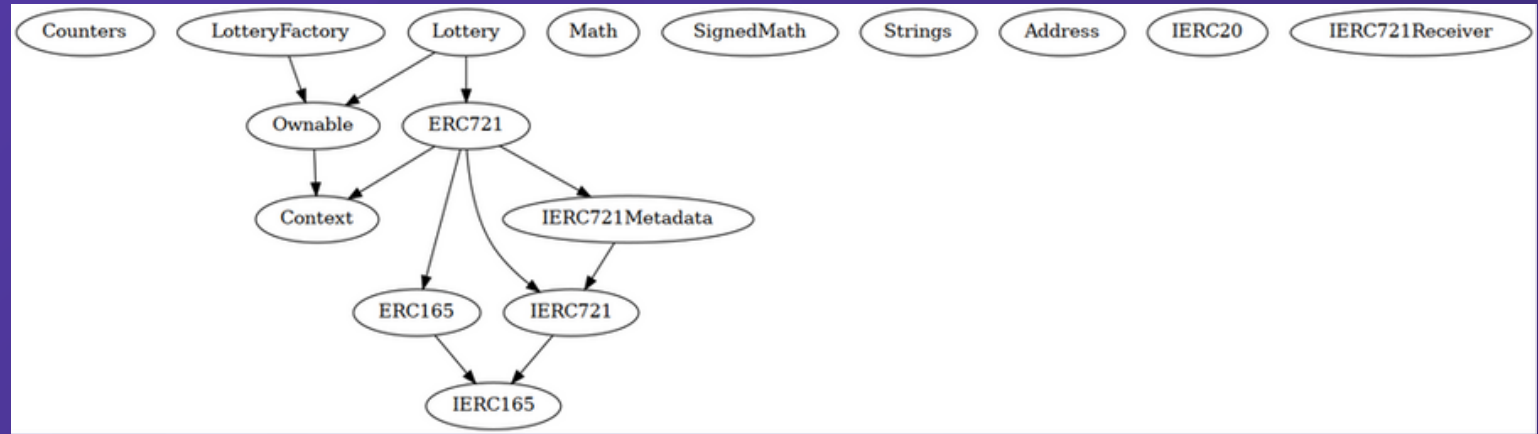 Counters LotteryFactory Lottery Math SignedMath Strings Address IERC20 IERC721Receiver
Ownable ERC721
Context IERC721Metadata
ERC165 IERC721
IERC165